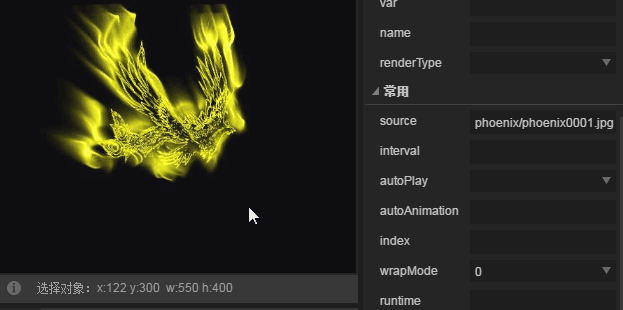 var
name
renderType
常用
source phoenix/phoenix0001.jpg
interval
autoPlay
autoAnimation
index
wrapMode 0
runtime
选择对象：x:122 y:300 w:550 h:400